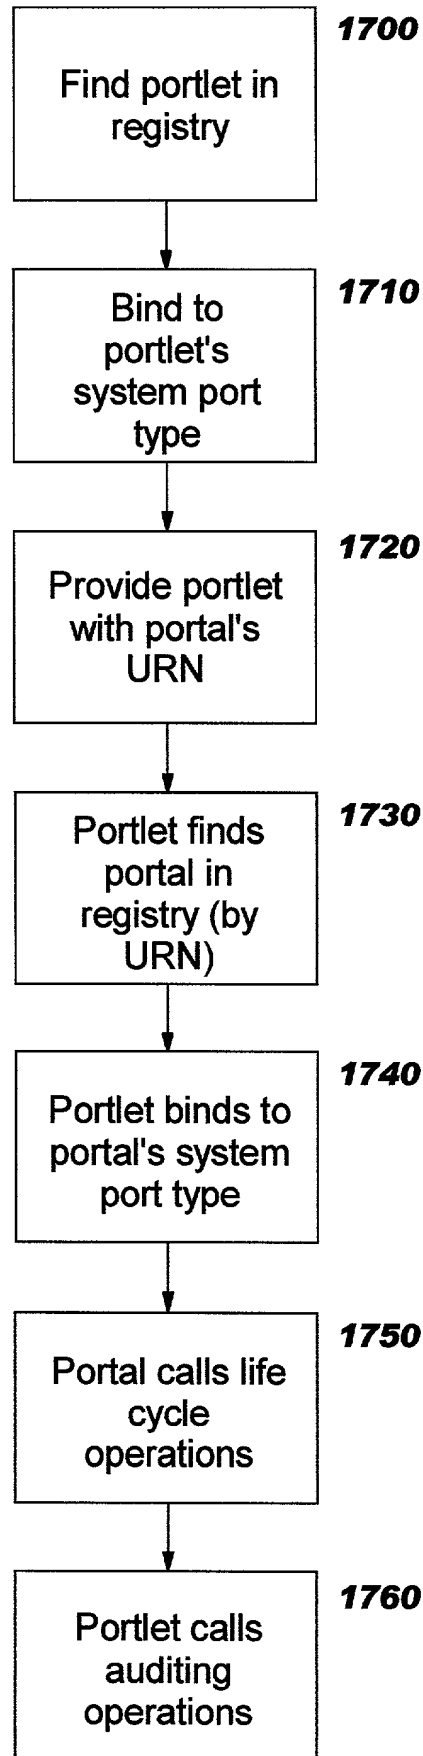 1700
Find portlet in
registry
1710
Bind to
portlet's
system port
type
1720
Provide portlet
with portal's
URN
1730
Portlet finds
portal in
registry (by
URN)
1740
Portlet binds to
portal's system
port type
1750
Portal calls life
cycle
operations
1760
Portlet calls
auditing
operations